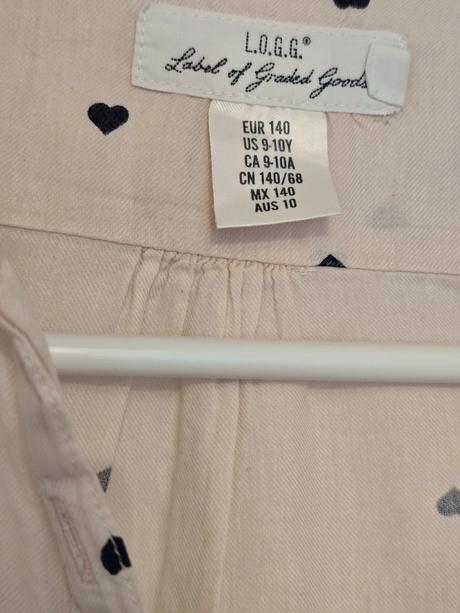 L.O.G.G.®
Label of Graded Goods
EUR 140
US 9-10Y
CA 9-10A
CN 140/68
MX 140
AUS 10